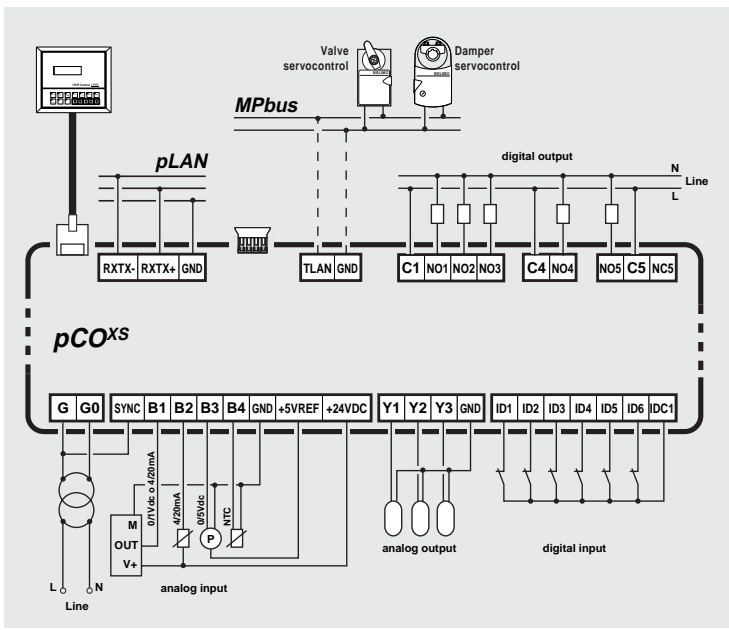 Valve
servocontrol
Damper
servocontrol
BELIMO
BELIMO
MPbus
pLAN
digital output
N
Line
L
RXTX- RXTX+ GND
TLAN GND
C1 NO1 NO2 NO3
C4 NO4
NO5 C5 NC5
pCOXS
G G0
SYNC B1 B2 B3 B4 GND +5VREF +24VDC
Y1 Y2 Y3 GND
ID1 ID2 ID3 ID4 ID5 ID6 IDC1
0/1Vdc o 4/20mA
4/20mA
0/5Vdc
NTC
M
OUT
V+
P
analog output
digital input
analog input
L N
Line